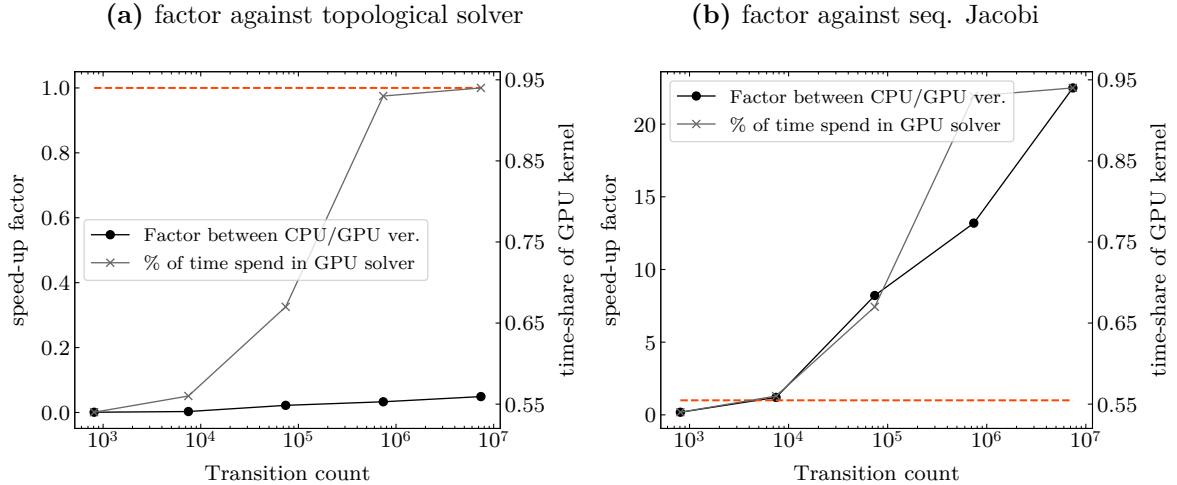 (a) factor against topological solver
1.0
0.8
0.6
0.4
0.2
0.0
speed-up factor
0.95
0.85
0.75
0.65
0.55
time-share of GPU kernel
Factor between CPU/GPU ver.
% of time spend in GPU solver
10³ 10⁴ 10⁵ 10⁶ 10⁷
Transition count
(b) factor against seq. Jacobi
20
15
10
5
0
speed-up factor
0.95
0.85
0.75
0.65
0.55
time-share of GPU kernel
Factor between CPU/GPU ver.
% of time spend in GPU solver
10³ 10⁴ 10⁵ 10⁶ 10⁷
Transition count